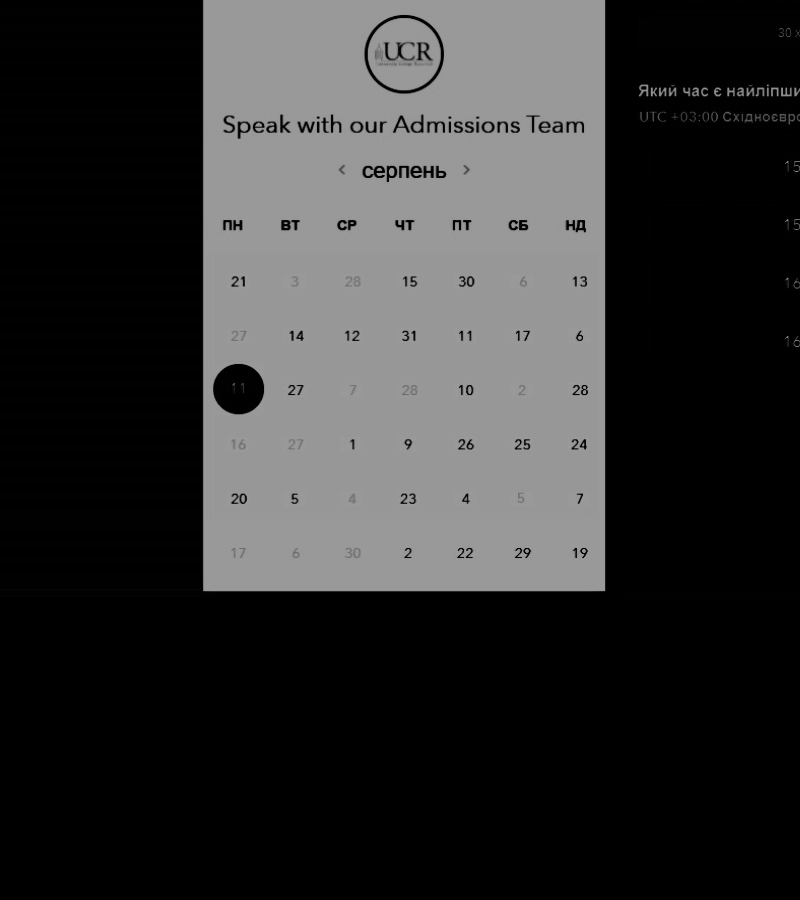 UCR
Speak with our Admissions Team
серпень
ПН ВТ СР ЧТ ПТ СБ НД
21 3 28 15 30 6 13
27 14 12 31 11 17 6
11 27 7 28 10 2 28
16 27 1 9 26 25 24
20 5 4 23 4 5 7
17 6 30 2 22 29 19
30
Який час є
UTC +03:00
15
15
16
16